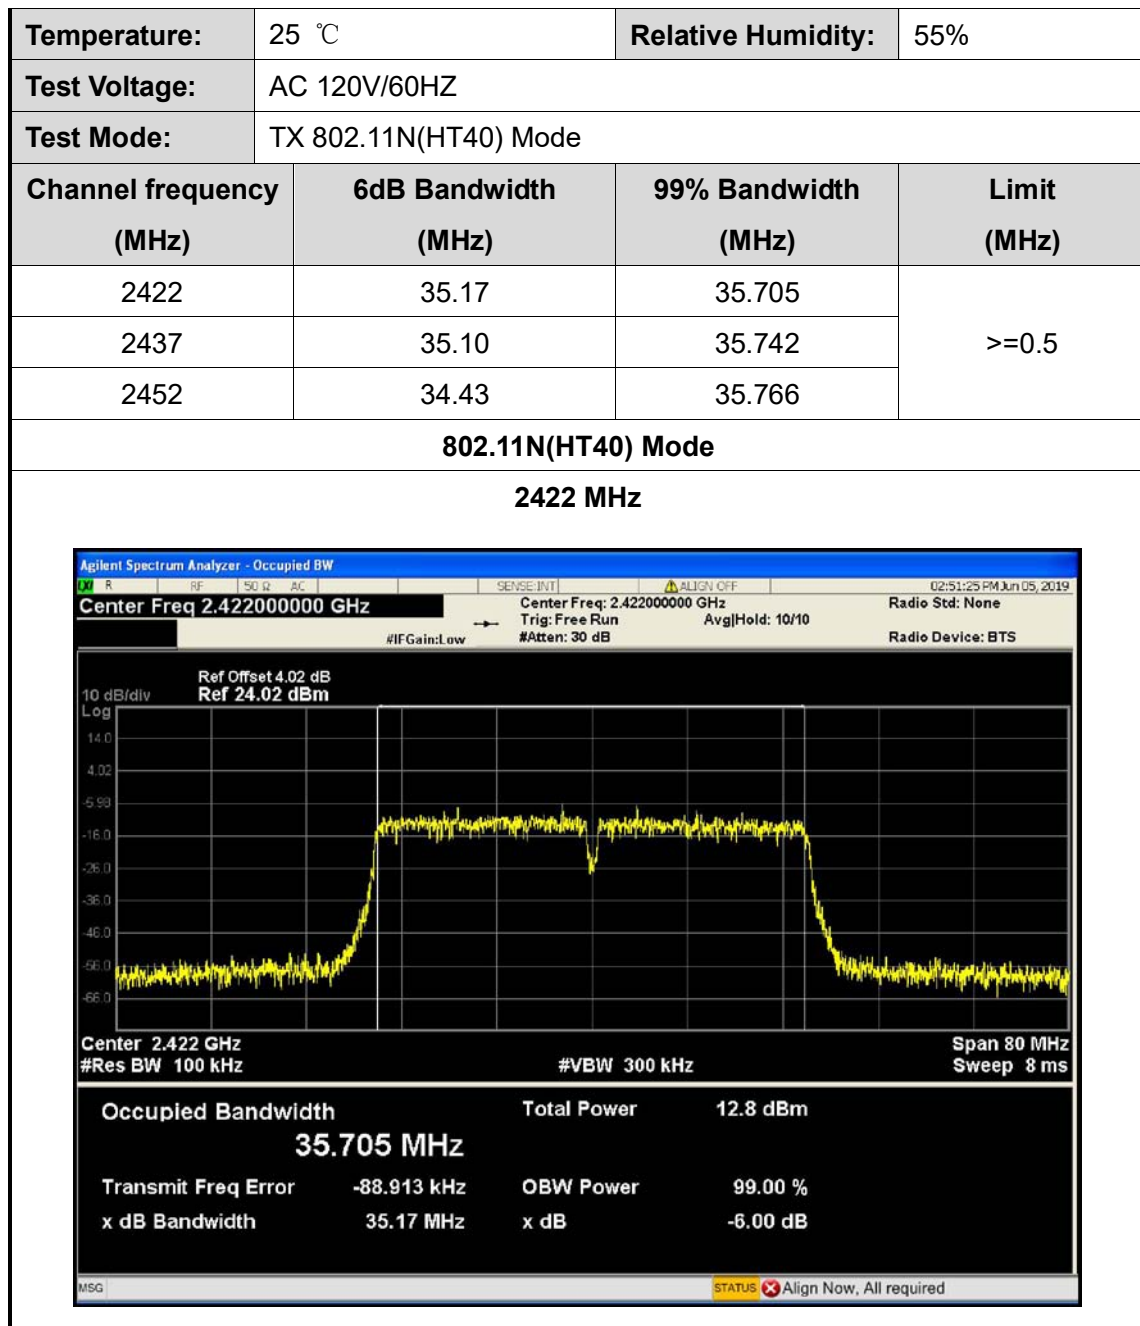 Temperature: 25 ℃ Relative Humidity: 55%
Test Voltage: AC 120V/60HZ
Test Mode: TX 802.11N(HT40) Mode
Channel frequency (MHz) 6dB Bandwidth (MHz) 99% Bandwidth (MHz) Limit (MHz)
2422 35.17 35.705 >=0.5
2437 35.10 35.742
2452 34.43 35.766
802.11N(HT40) Mode
2422 MHz
Agilent Spectrum Analyzer - Occupied BW
LXI R RF 50 Ω AC SENSE:INT ALIGN OFF 02:51:25 PM Jun 05, 2019
Center Freq 2.422000000 GHz Center Freq: 2.422000000 GHz Radio Std: None
Trig: Free Run Avg|Hold: 10/10
#IFGain:Low #Atten: 30 dB Radio Device: BTS
Ref Offset 4.02 dB
10 dB/div Ref 24.02 dBm
Log
14.0
4.02
-5.98
-16.0
-26.0
-36.0
-46.0
-56.0
-66.0
Center 2.422 GHz Span 80 MHz
#Res BW 100 kHz #VBW 300 kHz Sweep 8 ms
Occupied Bandwidth Total Power 12.8 dBm
35.705 MHz
Transmit Freq Error -88.913 kHz OBW Power 99.00 %
x dB Bandwidth 35.17 MHz x dB -6.00 dB
MSG STATUS Align Now, All required